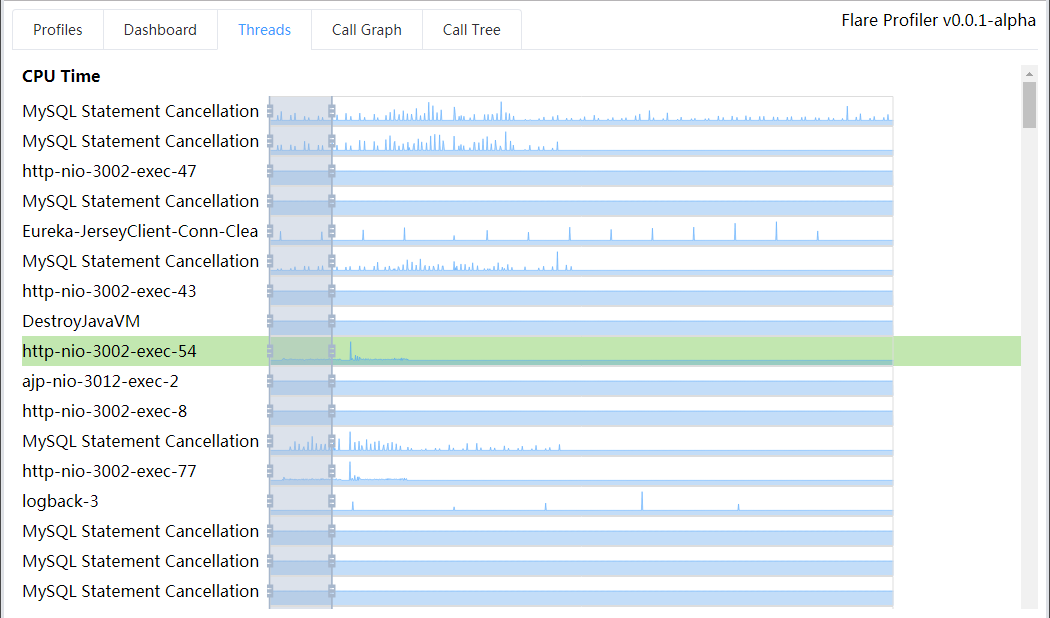 Profiles Dashboard Threads Call Graph Call Tree Flare Profiler v0.0.1-alpha
CPU Time
MySQL Statement Cancellation
MySQL Statement Cancellation
http-nio-3002-exec-47
MySQL Statement Cancellation
Eureka-JerseyClient-Conn-Clea
MySQL Statement Cancellation
http-nio-3002-exec-43
DestroyJavaVM
http-nio-3002-exec-54
ajp-nio-3012-exec-2
http-nio-3002-exec-8
MySQL Statement Cancellation
http-nio-3002-exec-77
logback-3
MySQL Statement Cancellation
MySQL Statement Cancellation
MySQL Statement Cancellation